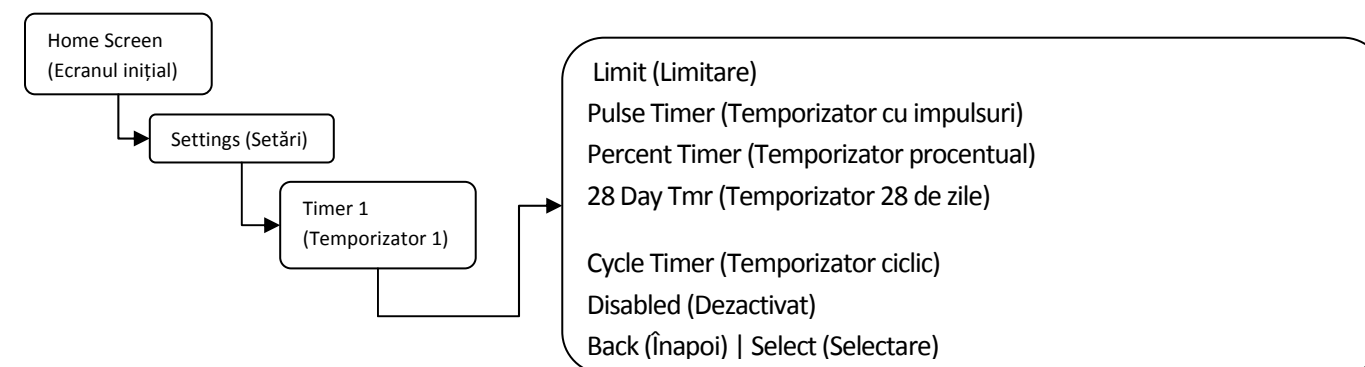 Home Screen
(Ecranul inițial)
Settings (Setări)
Timer 1
(Temporizator 1)
Limit (Limitare)
Pulse Timer (Temporizator cu impulsuri)
Percent Timer (Temporizator procentual)
28 Day Tmr (Temporizator 28 de zile)
Cycle Timer (Temporizator ciclic)
Disabled (Dezactivat)
Back (Înapoi) | Select (Selectare)